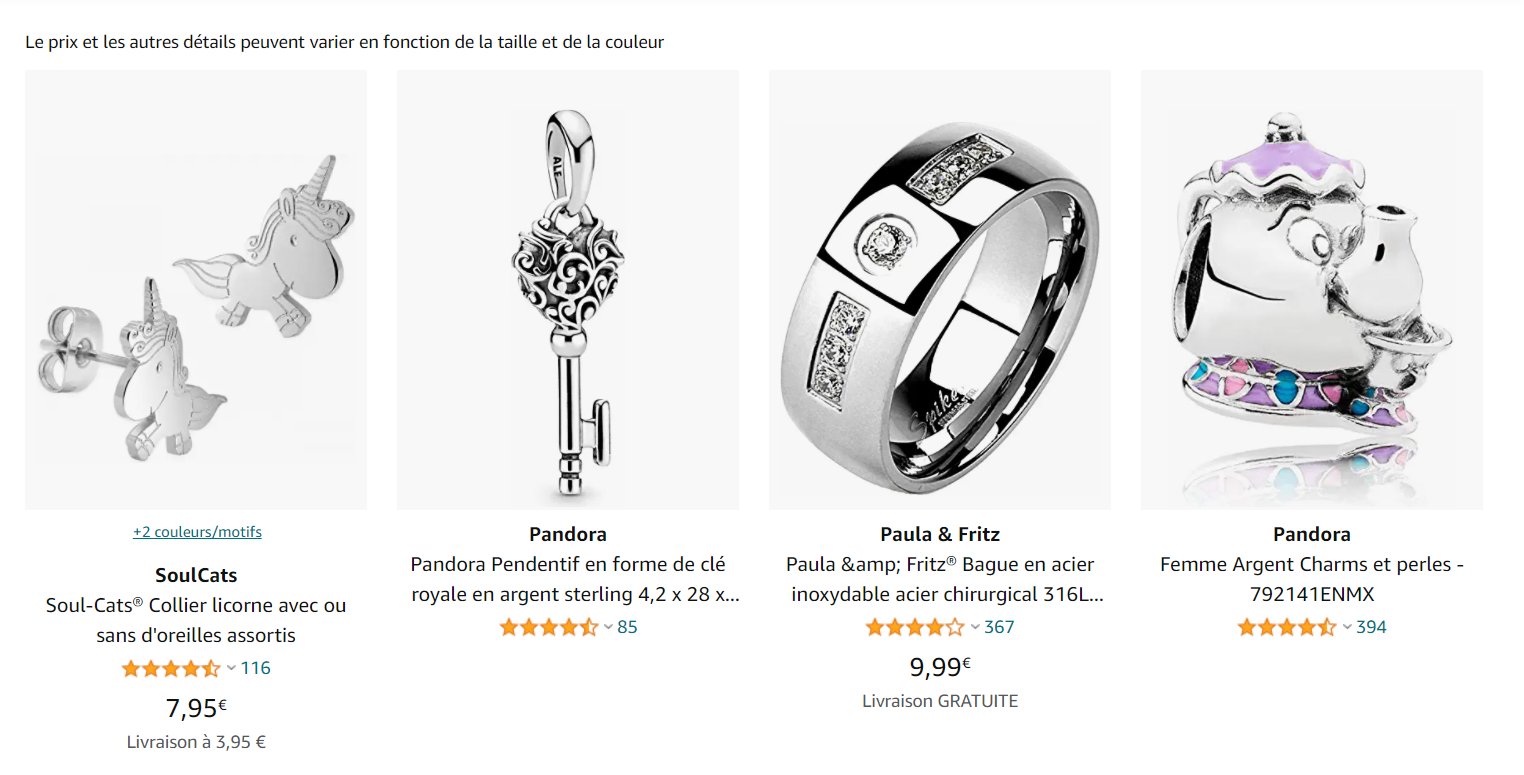 Le prix et les autres détails peuvent varier en fonction de la taille et de la couleur
ALE
Spikes
+2 couleurs/motifs
SoulCats
Soul-Cats® Collier licorne avec ou
sans d'oreilles assortis
116
7,95€
Livraison à 3,95 €
Pandora
Pandora Pendentif en forme de clé
royale en argent sterling 4,2 x 28 x...
85
Paula & Fritz
Paula &amp; Fritz® Bague en acier
inoxydable acier chirurgical 316L...
367
9,99€
Livraison GRATUITE
Pandora
Femme Argent Charms et perles -
792141ENMX
394